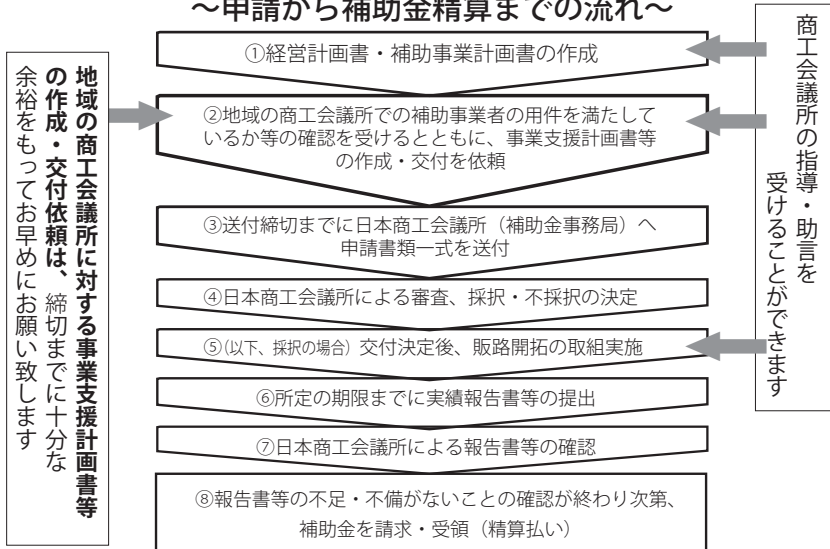 ～申請から補助金精算までの流れ～
①経営計画書・補助事業計画書の作成
②地域の商工会議所での補助事業者の用件を満たして
いるか等の確認を受けるとともに、事業支援計画書等
の作成・交付を依頼
③送付締切までに日本商工会議所（補助金事務局）へ
申請書類一式を送付
④日本商工会議所による審査、採択・不採択の決定
⑤（以下、採択の場合）交付決定後、販路開拓の取組実施
⑥所定の期限までに実績報告書等の提出
⑦日本商工会議所による報告書等の確認
⑧報告書等の不足・不備がないことの確認が終わり次第、
補助金を請求・受領（精算払い）
商工会議所の指導・助言を
受けることができます
地域の商工会議所に対する事業支援計画書等
の作成・交付依頼は、締切までに十分な
余裕をもってお早めにお願い致します